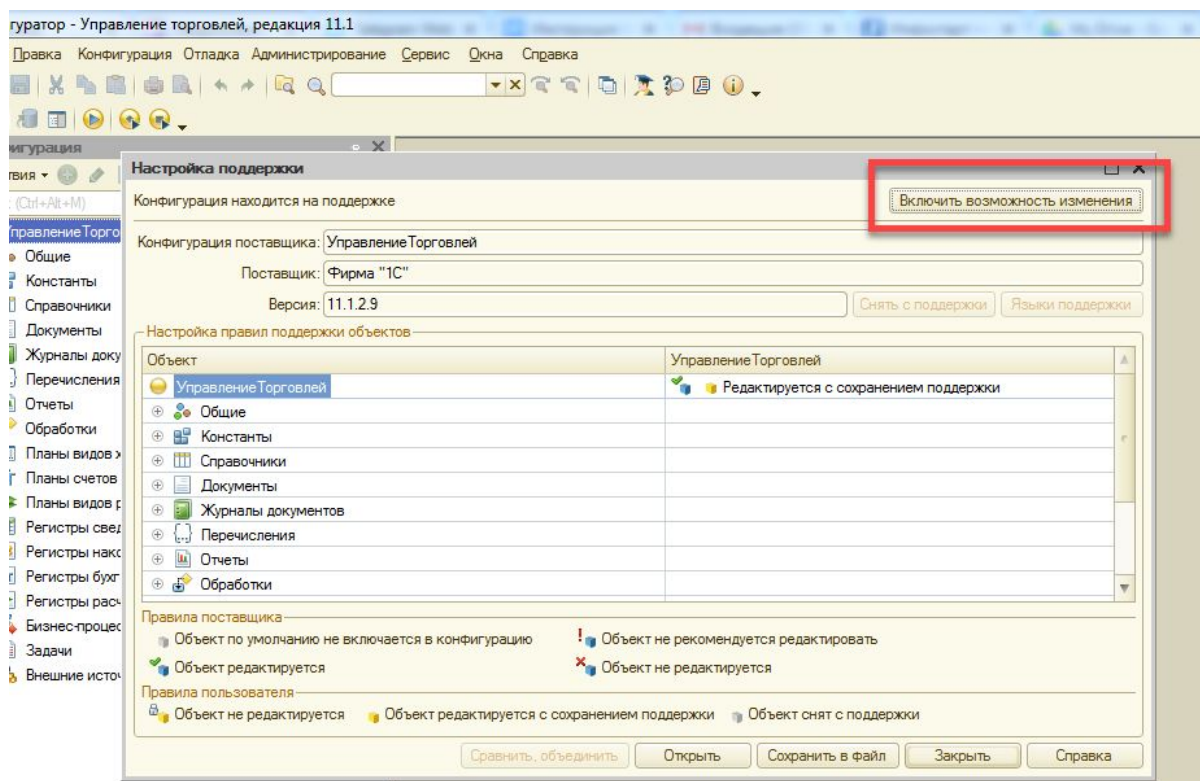 гуратор - Управление торговлей, редакция 11.1
Правка Конфигурация Отладка Администрирование Сервис Окна Справка
игурация
твия
(Ctrl+Alt+M)
УправлениеТорго
Общие
Константы
Справочники
Документы
Журналы доку
Перечисления
Отчеты
Обработки
Планы видов х
Планы счетов
Планы видов р
Регистры свед
Регистры нако
Регистры бухг
Регистры расч
Бизнес-процес
Задачи
Внешние источ
Настройка поддержки
Конфигурация находится на поддержке
Включить возможность изменения
Конфигурация поставщика: УправлениеТорговлей
Поставщик: Фирма "1С"
Версия: 11.1.2.9 Снять с поддержки Языки поддержки
Настройка правил поддержки объектов
Объект УправлениеТорговлей
УправлениеТорговлей Редактируется с сохранением поддержки
Общие
Константы
Справочники
Документы
Журналы документов
Перечисления
Отчеты
Обработки
Правила поставщика
Объект по умолчанию не включается в конфигурацию Объект не рекомендуется редактировать
Объект редактируется Объект не редактируется
Правила пользователя
Объект не редактируется Объект редактируется с сохранением поддержки Объект снят с поддержки
Сравнить, объединить Открыть Сохранить в файл Закрыть Справка